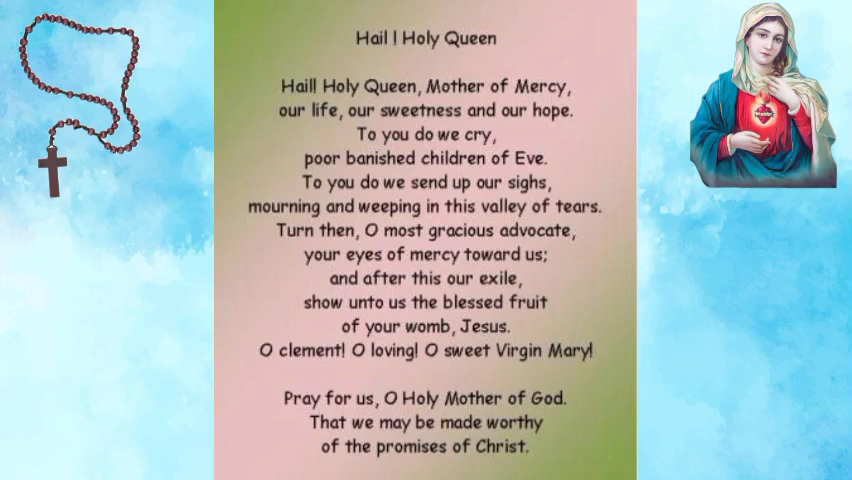 Hail l Holy Queen
Hail! Holy Queen, Mother of Mercy,
our life, our sweetness and our hope.
To you do we cry,
poor banished children of Eve.
To you do we send up our sighs,
mourning and weeping in this valley of tears.
Turn then, O most gracious advocate,
your eyes of mercy toward us;
and after this our exile,
show unto us the blessed fruit
of your womb, Jesus.
O clement! O loving! O sweet Virgin Mary!
Pray for us, O Holy Mother of God.
That we may be made worthy
of the promises of Christ.